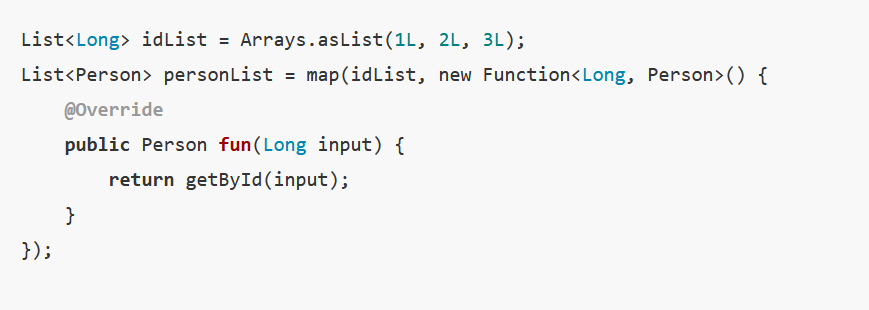 List<Long> idList = Arrays.asList(1L, 2L, 3L);
List<Person> personList = map(idList, new Function<Long, Person>() {
    @Override
    public Person fun(Long input) {
        return getById(input);
    }
});